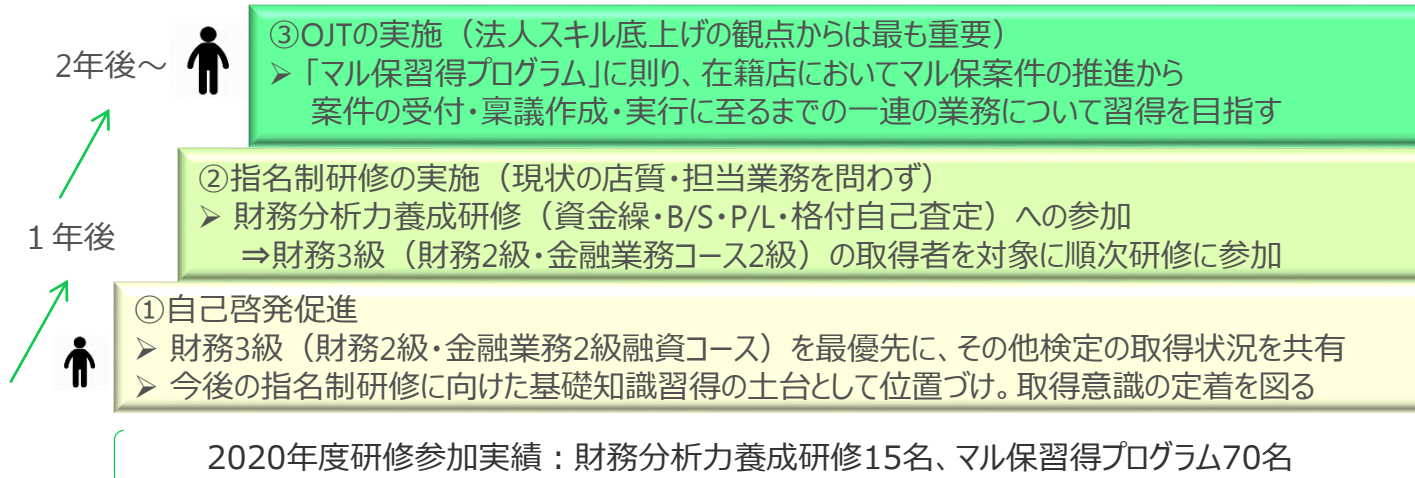 2年後～
③OJTの実施（法人スキル底上げの観点からは最も重要）
➢ 「マル保習得プログラム」に則り、在籍店においてマル保案件の推進から
案件の受付・稟議作成・実行に至るまでの一連の業務について習得を目指す
②指名制研修の実施（現状の店質・担当業務を問わず）
➢ 財務分析力養成研修（資金繰・B/S・P/L・格付自己査定）への参加
⇒財務3級（財務2級・金融業務コース2級）の取得者を対象に順次研修に参加
１年後
①自己啓発促進
➢ 財務3級（財務2級・金融業務2級融資コース）を最優先に、その他検定の取得状況を共有
➢ 今後の指名制研修に向けた基礎知識習得の土台として位置づけ。取得意識の定着を図る
2020年度研修参加実績：財務分析力養成研修15名、マル保習得プログラム70名